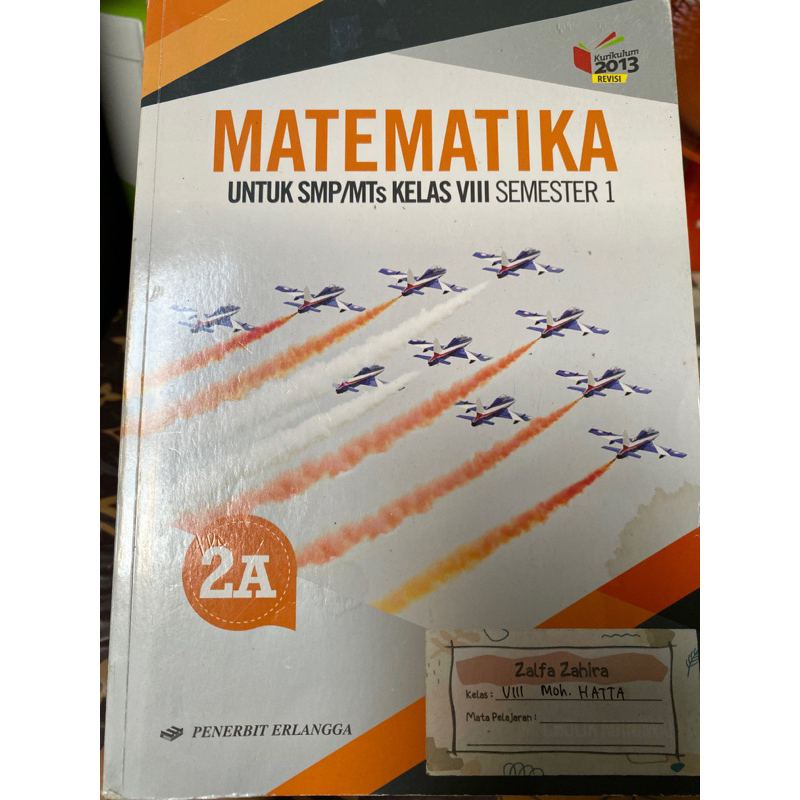 Kurikulum
2013
REVISI
MATEMATIKA
UNTUK SMP/MTs KELAS VIII SEMESTER 1
2A
PENERBIT ERLANGGA
Zalfa Zahira
Kelas : VIII Moh. HATTA
Mata Pelajaran :